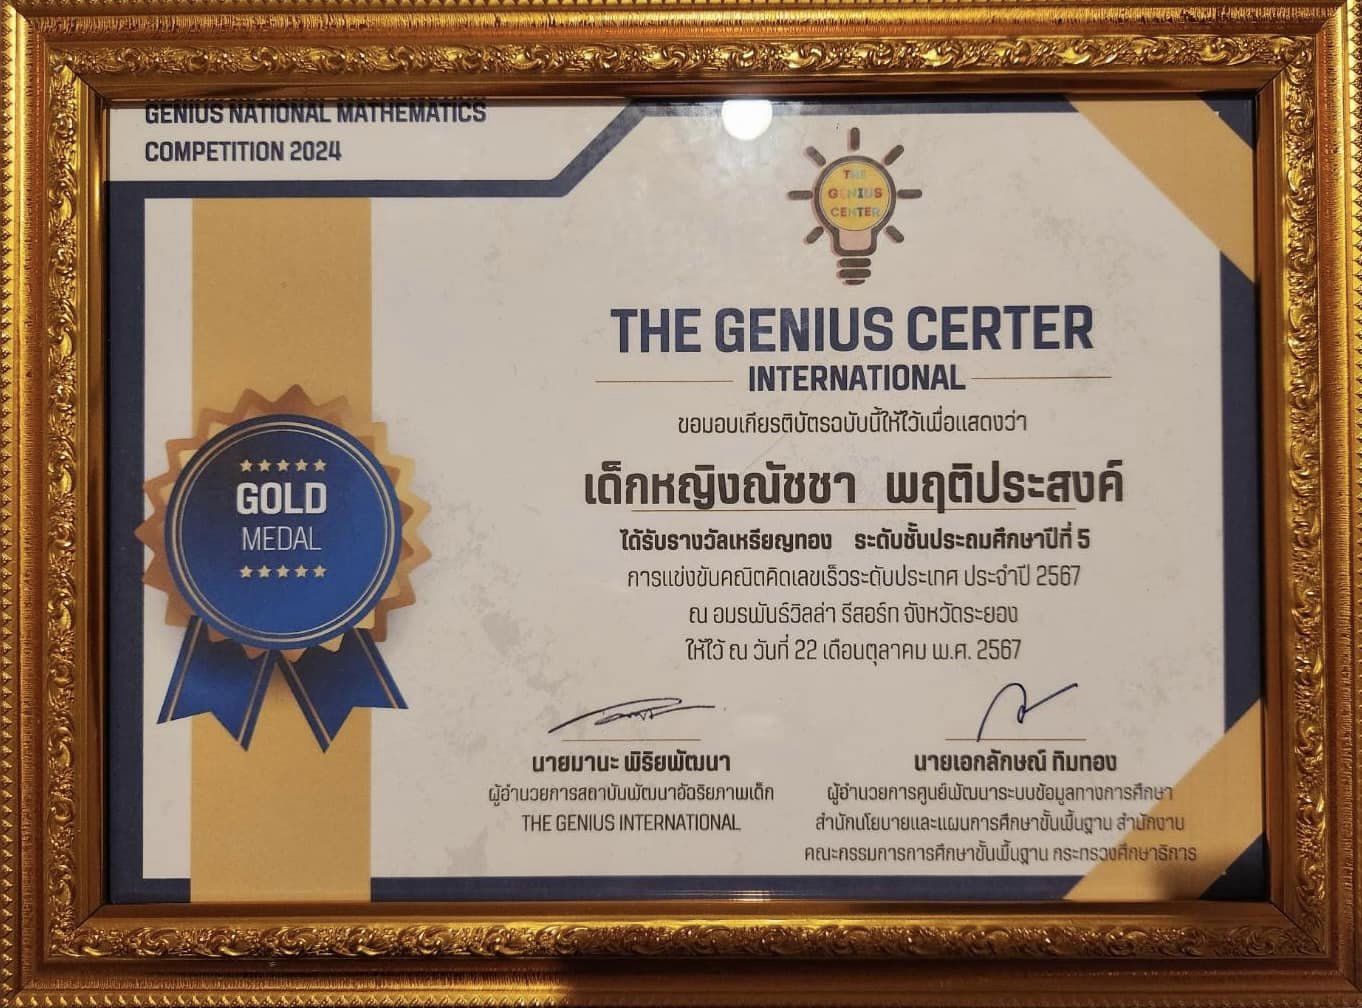 GENIUS NATIONAL MATHEMATICS
COMPETITION 2024
THE
GENIUS
CENTER
THE GENIUS CERTER
INTERNATIONAL
ขอมอบเกียรติบัตรฉบับนี้ให้ไว้เพื่อแสดงว่า
เด็กหญิงณัชชา พฤติประสงค์
ได้รับรางวัลเหรียญทอง ระดับชั้นประถมศึกษาปีที่ 5
การแข่งขันคณิตคิดเลขเร็วระดับประเทศ ประจำปี 2567
ณ อมรพันธ์วิลล่า รีสอร์ท จังหวัดระยอง
ให้ไว้ ณ วันที่ 22 เดือนตุลาคม พ.ศ. 2567
GOLD
MEDAL
นายมานะ พิริยพัฒนา
ผู้อำนวยการสถาบันพัฒนาอัจริยภาพเด็ก
THE GENIUS INTERNATIONAL
นายเอกลักษณ์ ทิมทอง
ผู้อำนวยการศูนย์พัฒนาระบบข้อมูลทางการศึกษา
สำนักนโยบายและแผนการศึกษาขั้นพื้นฐาน สำนักงาน
คณะกรรมการการศึกษาขั้นพื้นฐาน กระทรวงศึกษาธิการ